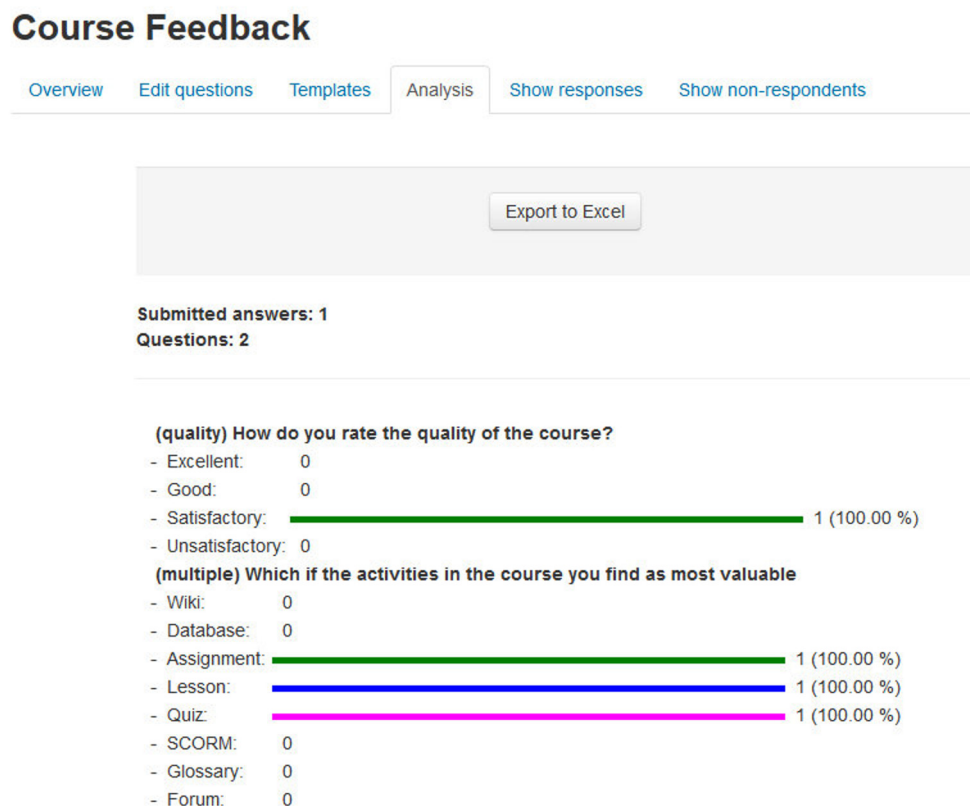 Course Feedback
Overview Edit questions Templates Analysis Show responses Show non-respondents
Export to Excel
Submitted answers: 1
Questions: 2
(quality) How do you rate the quality of the course?
- Excellent: 0
- Good: 0
- Satisfactory: 1 (100.00 %)
- Unsatisfactory: 0
(multiple) Which if the activities in the course you find as most valuable
- Wiki: 0
- Database: 0
- Assignment: 1 (100.00 %)
- Lesson: 1 (100.00 %)
- Quiz: 1 (100.00 %)
- SCORM: 0
- Glossary: 0
- Forum: 0